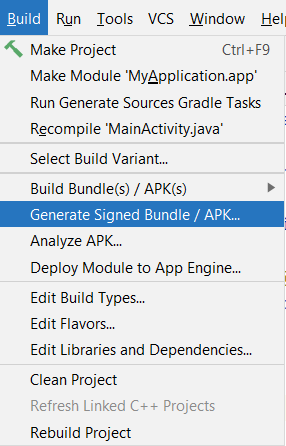 Build Run Tools VCS Window Hel
Make Project Ctrl+F9
Make Module 'MyApplication.app'
Run Generate Sources Gradle Tasks
Recompile 'MainActivity.java'
Select Build Variant...
Build Bundle(s) / APK(s)
Generate Signed Bundle / APK...
Analyze APK...
Deploy Module to App Engine...
Edit Build Types...
Edit Flavors...
Edit Libraries and Dependencies...
Clean Project
Refresh Linked C++ Projects
Rebuild Project